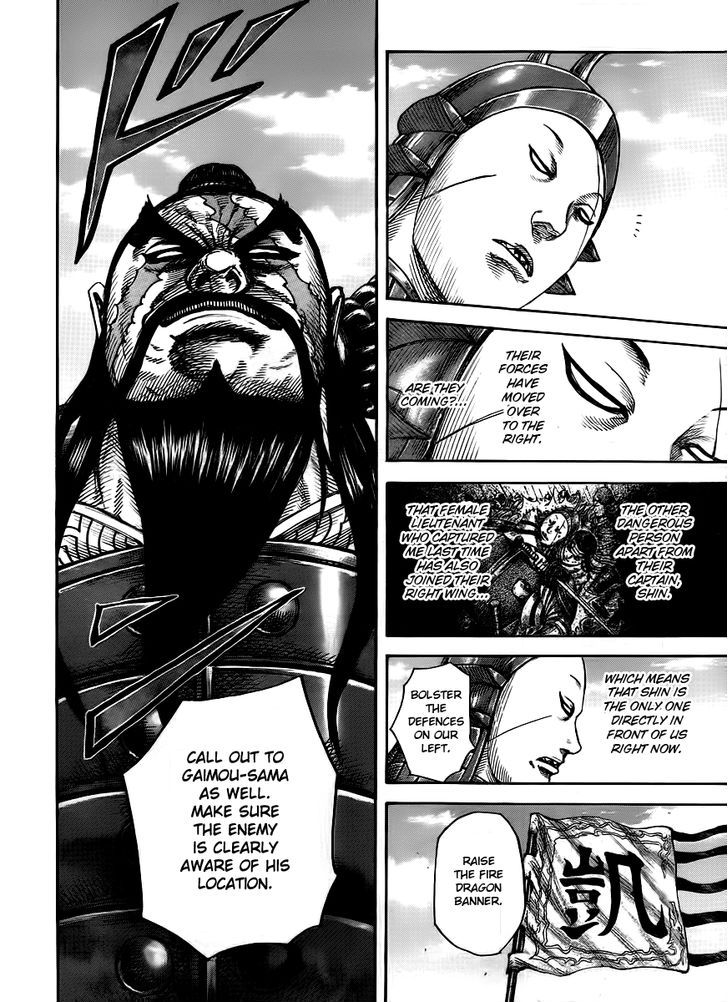 THEIR
FORCES
HAVE
MOVED
OVER
TO THE
RIGHT.
ARE THEY
COMING?...
THE OTHER
DANGEROUS
PERSON
APART FROM
THEIR
CAPTAIN,
SHIN.
THAT FEMALE
LIEUTENANT
WHO CAPTURED
ME LAST TIME
HAS ALSO
JOINED THEIR
RIGHT WING...
WHICH MEANS
THAT SHIN IS
THE ONLY ONE
DIRECTLY IN
FRONT OF US
RIGHT NOW.
BOLSTER
THE
DEFENCES
ON OUR
LEFT.
凱
RAISE
THE FIRE
DRAGON
BANNER.
ドドド
CALL OUT TO
GAIMOU-SAMA
AS WELL.
MAKE SURE
THE ENEMY
IS CLEARLY
AWARE OF HIS
LOCATION.